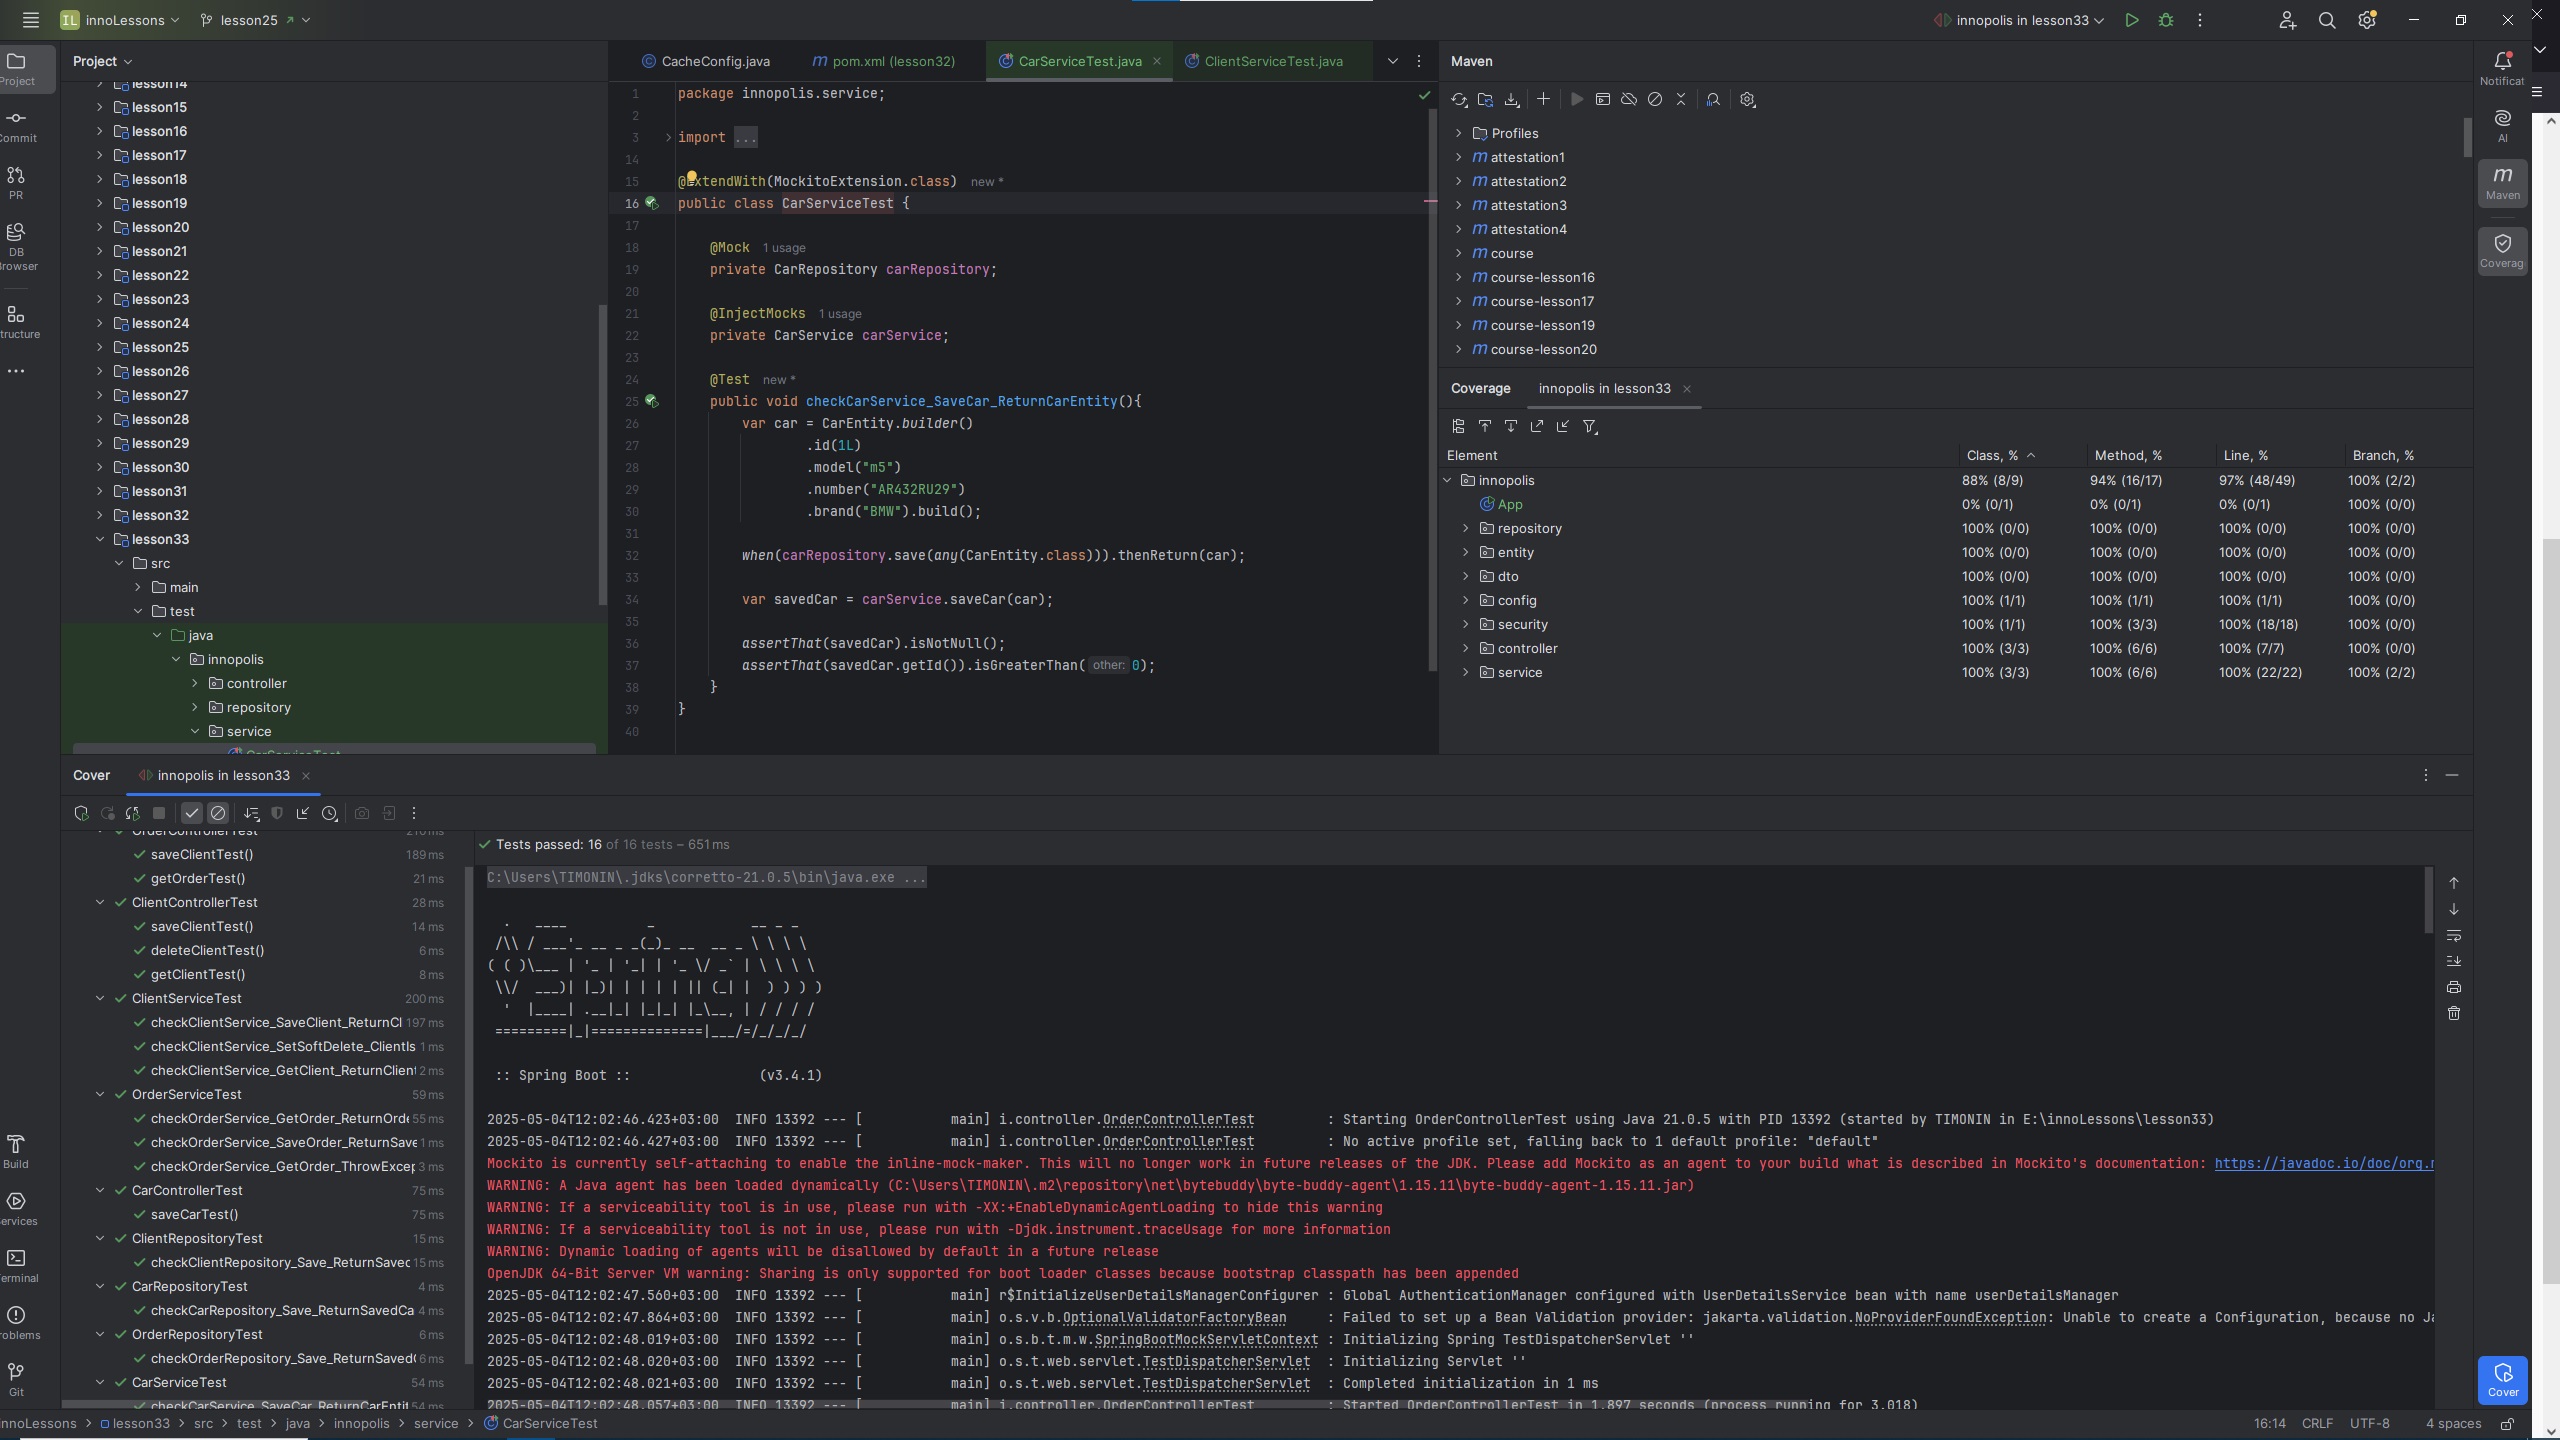 IL innoLessons
lesson25
innopolis in lesson33
Project
Commit
PR
DB
Browser
Structure
Build
Services
Terminal
Problems
Git
Project
lesson14
lesson15
lesson16
lesson17
lesson18
lesson19
lesson20
lesson21
lesson22
lesson23
lesson24
lesson25
lesson26
lesson27
lesson28
lesson29
lesson30
lesson31
lesson32
lesson33
src
main
test
java
innopolis
controller
repository
service
CarServiceTest
CacheConfig.java
pom.xml (lesson32)
CarServiceTest.java
ClientServiceTest.java
1 package innopolis.service;
2
3 import ...
14
15 @ExtendWith(MockitoExtension.class) new *
16 public class CarServiceTest {
17
18 @Mock 1 usage
19 private CarRepository carRepository;
20
21 @InjectMocks 1 usage
22 private CarService carService;
23
24 @Test new *
25 public void checkCarService_SaveCar_ReturnCarEntity(){
26 var car = CarEntity.builder()
27 .id(1L)
28 .model("m5")
29 .number("AR432RU29")
30 .brand("BMW").build();
31
32 when(carRepository.save(any(CarEntity.class))).thenReturn(car);
33
34 var savedCar = carService.saveCar(car);
35
36 assertThat(savedCar).isNotNull();
37 assertThat(savedCar.getId()).isGreaterThan( other: 0);
38 }
39 }
40
Maven
Profiles
attestation1
attestation2
attestation3
attestation4
course
course-lesson16
course-lesson17
course-lesson19
course-lesson20
Coverage innopolis in lesson33
Element Class, % Method, % Line, % Branch, %
innopolis 88% (8/9) 94% (16/17) 97% (48/49) 100% (2/2)
App 0% (0/1) 0% (0/1) 0% (0/1) 100% (0/0)
repository 100% (0/0) 100% (0/0) 100% (0/0) 100% (0/0)
entity 100% (0/0) 100% (0/0) 100% (0/0) 100% (0/0)
dto 100% (0/0) 100% (0/0) 100% (0/0) 100% (0/0)
config 100% (1/1) 100% (1/1) 100% (1/1) 100% (0/0)
security 100% (1/1) 100% (3/3) 100% (18/18) 100% (0/0)
controller 100% (3/3) 100% (6/6) 100% (7/7) 100% (0/0)
service 100% (3/3) 100% (6/6) 100% (22/22) 100% (2/2)
Notificat
AI
Maven
Coverag
Cover
Cover innopolis in lesson33
OrderControllerTest 210 ms
saveClientTest() 189 ms
getOrderTest() 21 ms
ClientControllerTest 28 ms
saveClientTest() 14 ms
deleteClientTest() 6 ms
getClientTest() 8 ms
ClientServiceTest 200 ms
checkClientService_SaveClient_ReturnCl 197 ms
checkClientService_SetSoftDelete_ClientIs 1 ms
checkClientService_GetClient_ReturnClient 2 ms
OrderServiceTest 59 ms
checkOrderService_GetOrder_ReturnOrde 55 ms
checkOrderService_SaveOrder_ReturnSave 1 ms
checkOrderService_GetOrder_ThrowExcep 3 ms
CarControllerTest 75 ms
saveCarTest() 75 ms
ClientRepositoryTest 15 ms
checkClientRepository_Save_ReturnSavedC 15 ms
CarRepositoryTest 4 ms
checkCarRepository_Save_ReturnSavedCa 4 ms
OrderRepositoryTest 6 ms
checkOrderRepository_Save_ReturnSavedO 6 ms
CarServiceTest 54 ms
checkCarService_SaveCar_ReturnCarEntit 54 ms
Tests passed: 16 of 16 tests – 651 ms
C:\Users\TIMONIN\.jdks\corretto-21.0.5\bin\java.exe ...
:: Spring Boot :: (v3.4.1)
2025-05-04T12:02:46.423+03:00 INFO 13392 --- [ main] i.controller.OrderControllerTest : Starting OrderControllerTest using Java 21.0.5 with PID 13392 (started by TIMONIN in E:\innoLessons\lesson33)
2025-05-04T12:02:46.427+03:00 INFO 13392 --- [ main] i.controller.OrderControllerTest : No active profile set, falling back to 1 default profile: "default"
Mockito is currently self-attaching to enable the inline-mock-maker. This will no longer work in future releases of the JDK. Please add Mockito as an agent to your build what is described in Mockito's documentation: https://javadoc.io/doc/org.m
WARNING: A Java agent has been loaded dynamically (C:\Users\TIMONIN\.m2\repository\net\bytebuddy\byte-buddy-agent\1.15.11\byte-buddy-agent-1.15.11.jar)
WARNING: If a serviceability tool is in use, please run with -XX:+EnableDynamicAgentLoading to hide this warning
WARNING: If a serviceability tool is not in use, please run with -Djdk.instrument.traceUsage for more information
WARNING: Dynamic loading of agents will be disallowed by default in a future release
OpenJDK 64-Bit Server VM warning: Sharing is only supported for boot loader classes because bootstrap classpath has been appended
2025-05-04T12:02:47.560+03:00 INFO 13392 --- [ main] r$InitializeUserDetailsManagerConfigurer : Global AuthenticationManager configured with UserDetailsService bean with name userDetailsManager
2025-05-04T12:02:47.864+03:00 INFO 13392 --- [ main] o.s.v.b.OptionalValidatorFactoryBean : Failed to set up a Bean Validation provider: jakarta.validation.NoProviderFoundException: Unable to create a Configuration, because no Ja
2025-05-04T12:02:48.019+03:00 INFO 13392 --- [ main] o.s.b.t.m.w.SpringBootMockServletContext : Initializing Spring TestDispatcherServlet ''
2025-05-04T12:02:48.020+03:00 INFO 13392 --- [ main] o.s.t.web.servlet.TestDispatcherServlet : Initializing Servlet ''
2025-05-04T12:02:48.021+03:00 INFO 13392 --- [ main] o.s.t.web.servlet.TestDispatcherServlet : Completed initialization in 1 ms
2025-05-04T12:02:48.057+03:00 INFO 13392 --- [ main] i.controller.OrderControllerTest : Started OrderControllerTest in 1.897 seconds (process running for 3.018)
innoLessons > lesson33 > src > test > java > innopolis > service > CarServiceTest
16:14 CRLF UTF-8 4 spaces